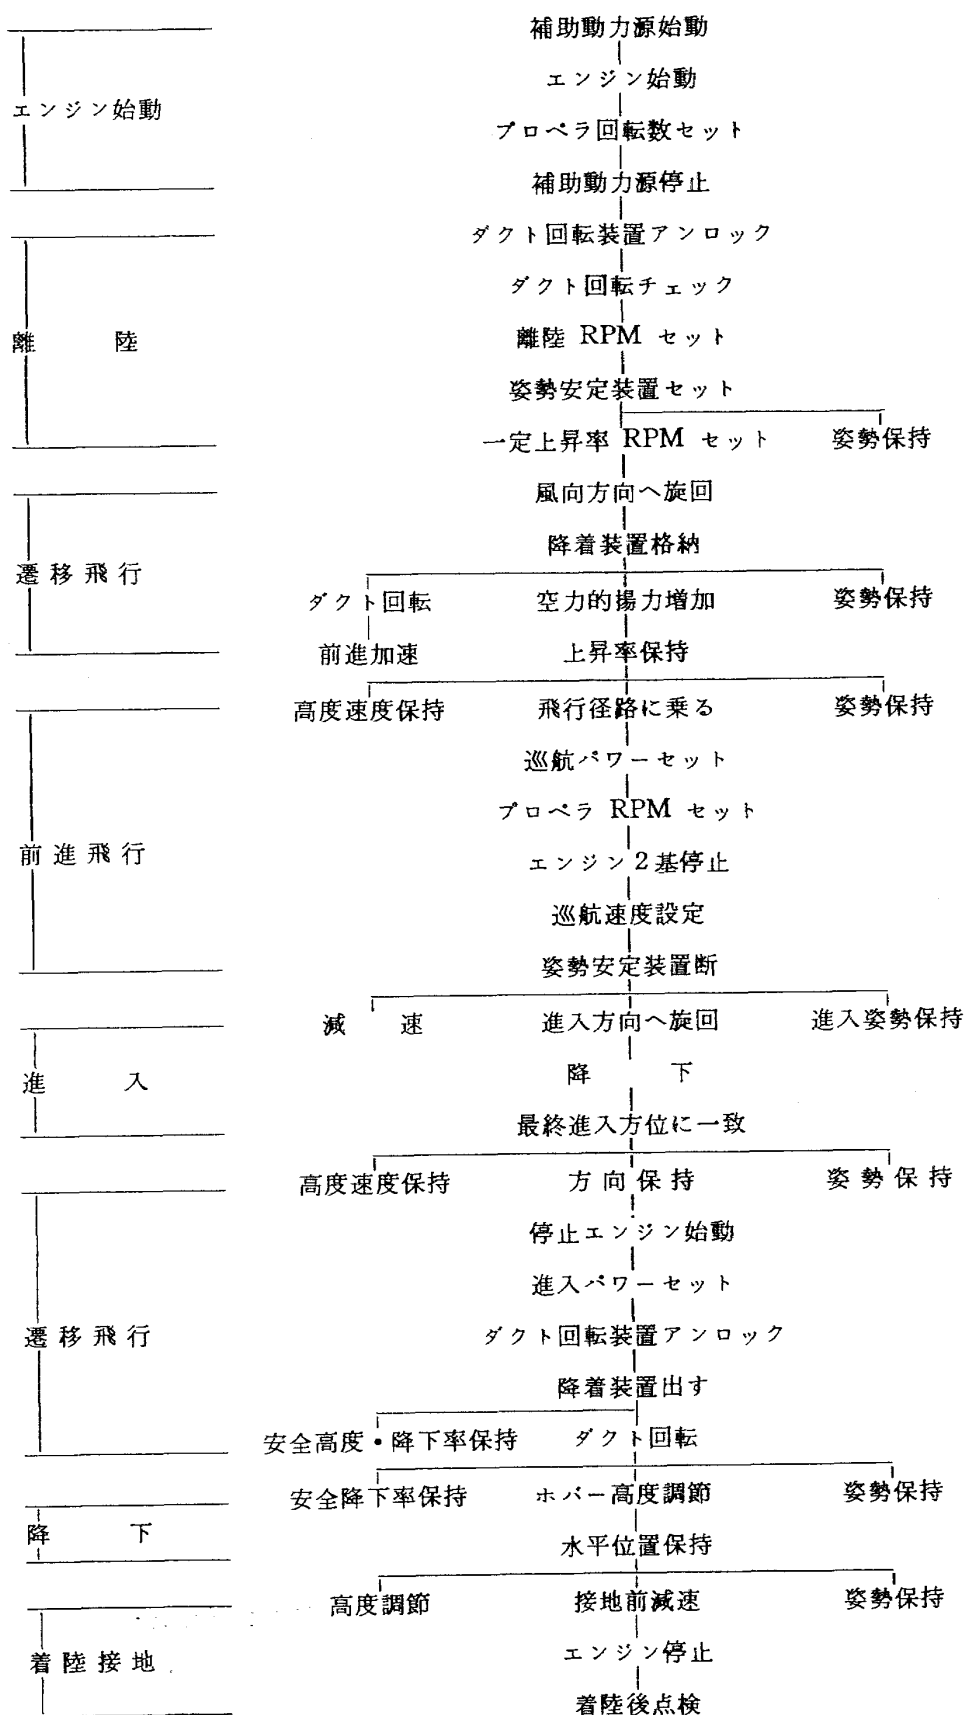 補助動力源始動
エンジン始動
エンジン始動
プロペラ回転数セット
補助動力源停止
ダクト回転装置アンロック
ダクト回転チェック
離陸
離陸 RPM セット
姿勢安定装置セット
一定上昇率 RPM セット 姿勢保持
風向方向へ旋回
降着装置格納
遷移飛行
ダクト回転 空力的揚力増加 姿勢保持
前進加速 上昇率保持
高度速度保持 飛行径路に乗る 姿勢保持
巡航パワーセット
プロペラ RPM セット
前進飛行
エンジン2基停止
巡航速度設定
姿勢安定装置断
減速 進入方向へ旋回 進入姿勢保持
進入
降下
最終進入方位に一致
高度速度保持 方向保持 姿勢保持
停止エンジン始動
進入パワーセット
遷移飛行
ダクト回転装置アンロック
降着装置出す
安全高度・降下率保持 ダクト回転
安全降下率保持 ホバー高度調節 姿勢保持
降下
水平位置保持
高度調節 接地前減速 姿勢保持
着陸接地
エンジン停止
着陸後点検